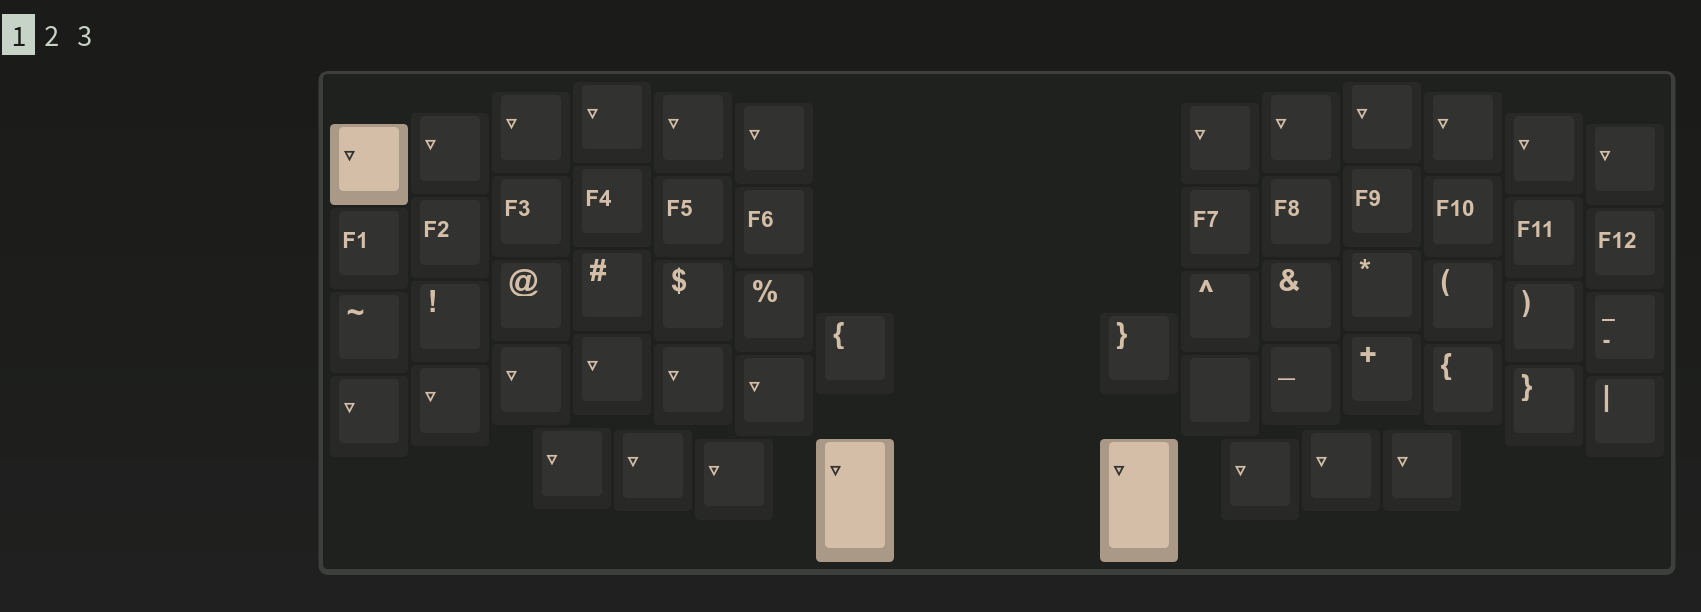 1 2 3
▽ ▽ ▽ ▽ ▽ ▽ ▽ ▽ ▽ ▽ ▽ ▽
F1 F2 F3 F4 F5 F6 F7 F8 F9 F10 F11 F12
~ ! @ # $ % ^ & * ( ) _
-
{ }
▽ ▽ ▽ ▽ ▽ ▽ _ + { } |
▽ ▽ ▽ ▽ ▽ ▽ ▽ ▽